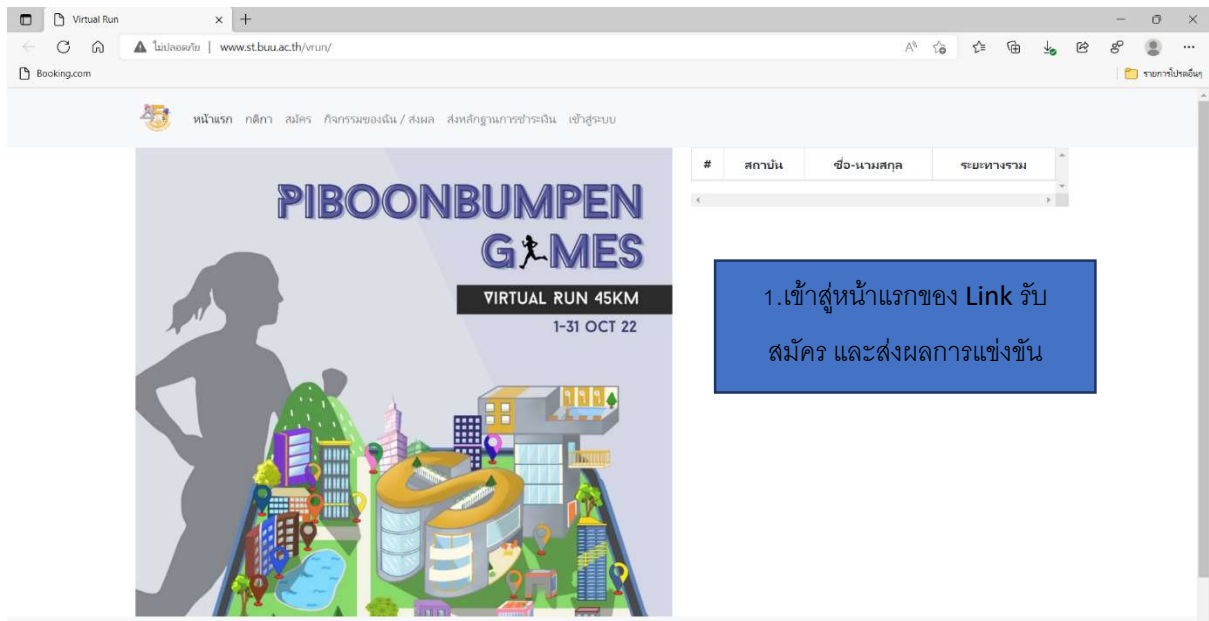 Virtual Run
ไม่ปลอดภัย | www.st.buu.ac.th/vrun/
Booking.com
รายการโปรดอื่นๆ
หน้าแรก กติกา สมัคร กิจกรรมของฉัน / ส่งผล ส่งหลักฐานการชำระเงิน เข้าสู่ระบบ
# สถาบัน ชื่อ-นามสกุล ระยะทางรวม
PIBOONBUMPEN
GAMES
VIRTUAL RUN 45KM
1-31 OCT 22
1.เข้าสู่หน้าแรกของ Link รับ
สมัคร และส่งผลการแข่งขัน